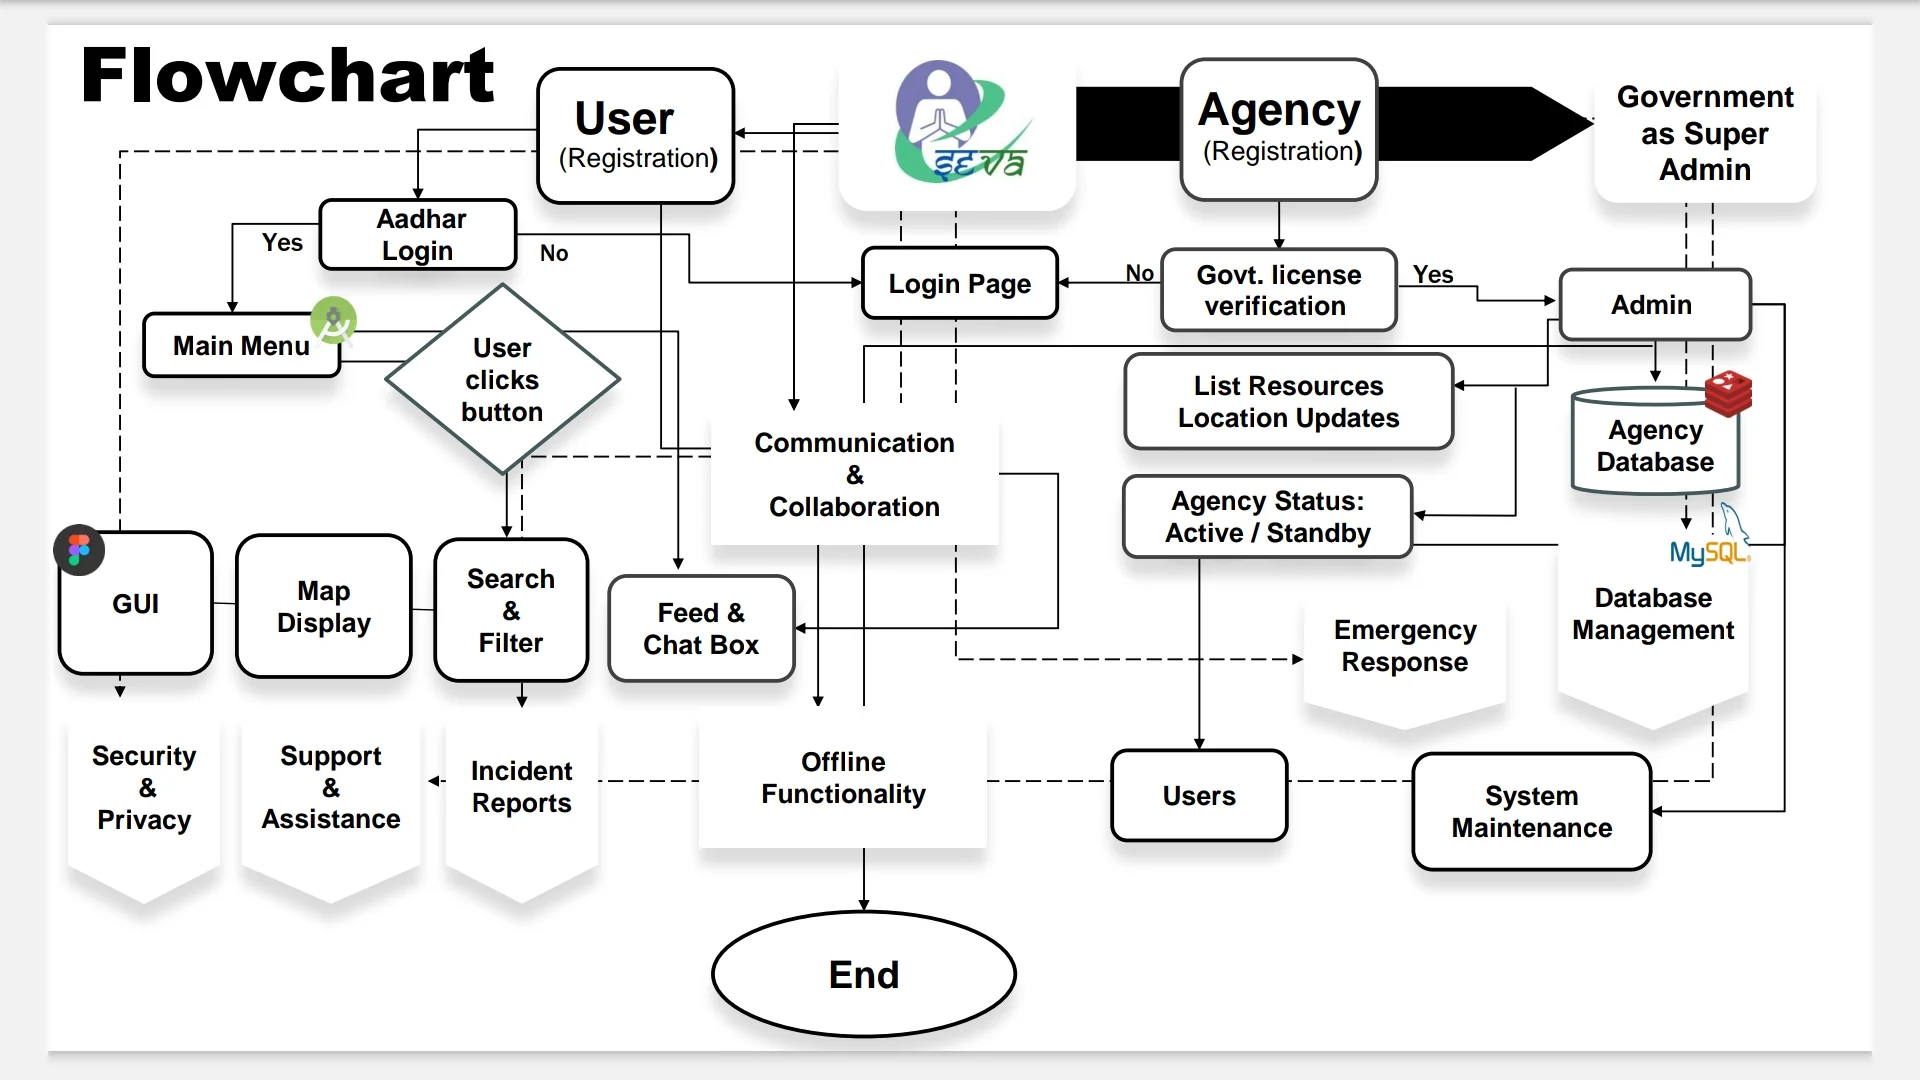 Flowchart
User
(Registration)
सेva
Agency
(Registration)
Government
as Super
Admin
Aadhar
Login
Yes
No
Login Page
No
Govt. license
verification
Yes
Admin
Main Menu
User
clicks
button
List Resources
Location Updates
Agency
Database
Communication
&
Collaboration
Agency Status:
Active / Standby
MySQL
GUI
Map
Display
Search
&
Filter
Feed &
Chat Box
Emergency
Response
Database
Management
Security
&
Privacy
Support
&
Assistance
Incident
Reports
Offline
Functionality
Users
System
Maintenance
End